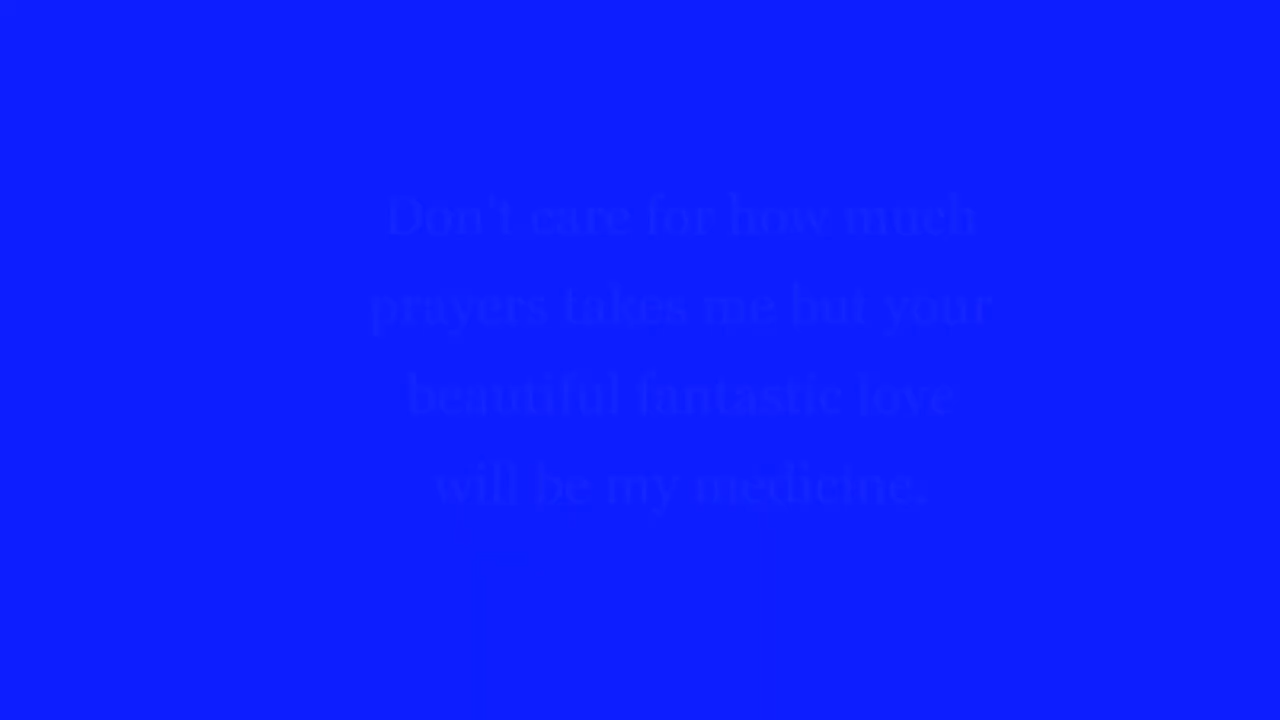 Don't care for how much
prayers takes me but your
beautiful fantastic love
will be my medicine.